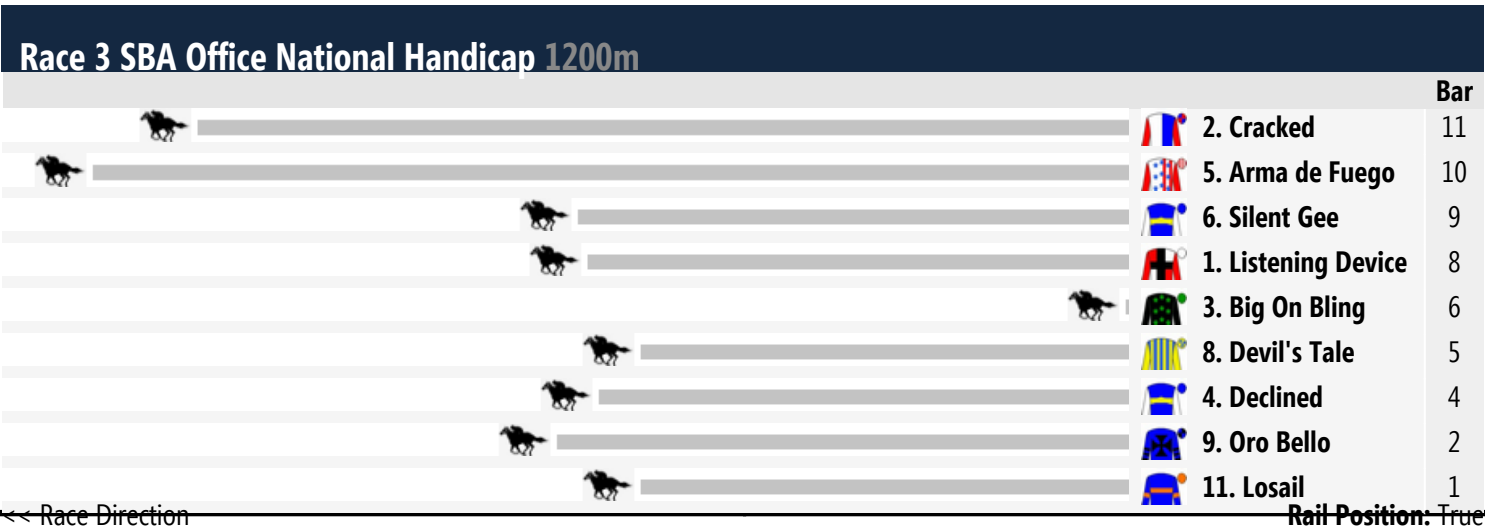 Race 3 SBA Office National Handicap 1200m
Bar
2. Cracked 11
5. Arma de Fuego 10
6. Silent Gee 9
1. Listening Device 8
3. Big On Bling 6
8. Devil's Tale 5
4. Declined 4
9. Oro Bello 2
11. Losail 1
<< Race Direction Rail Position: True